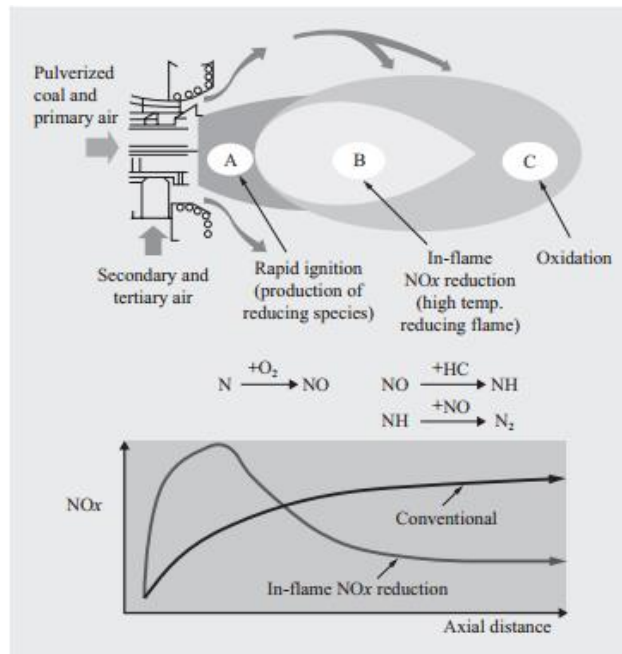 Pulverized
coal and
primary air
A
B
C
Secondary and
tertiary air
Rapid ignition
(production of
reducing species)
In-flame
NOx reduction
(high temp.
reducing flame)
Oxidation
N +O₂ NO
NO +HC NH
NH +NO N₂
NOx
Conventional
In-flame NOx reduction
Axial distance